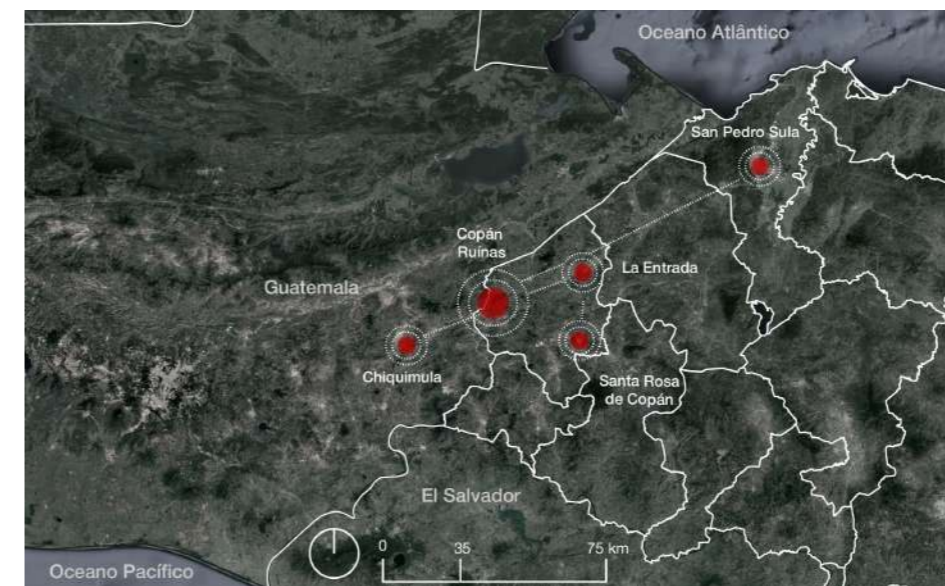 Oceano Atlântico
San Pedro Sula
Copán
Ruínas
La Entrada
Guatemala
Chiquimula
Santa Rosa
de Copán
El Salvador
0 35 75 km
Oceano Pacífico